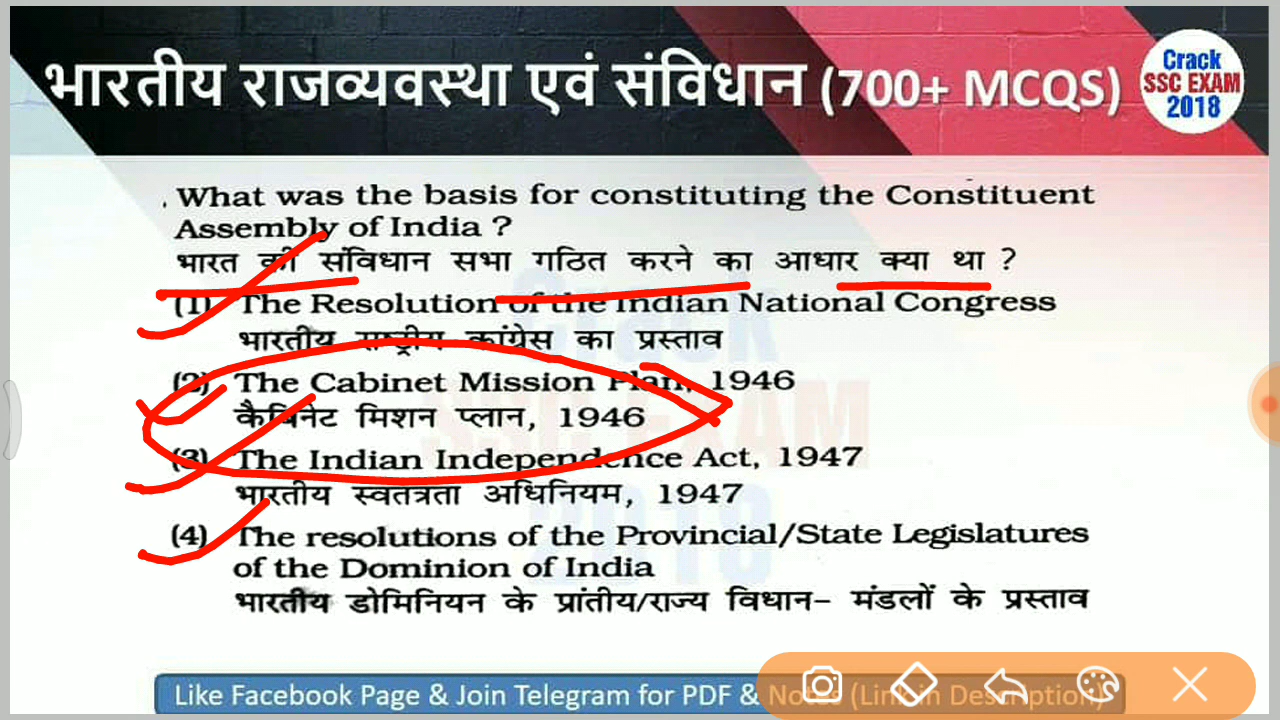 भारतीय राजव्यवस्था एवं संविधान (700+ MCQS)
Crack
SSC EXAM
2018
What was the basis for constituting the Constituent
Assembly of India ?
भारत की संविधान सभा गठित करने का आधार क्या था ?
(1) The Resolution of the Indian National Congress
भारतीय राष्ट्रीय कांग्रेस का प्रस्ताव
(2) The Cabinet Mission Plan, 1946
कैबिनेट मिशन प्लान, 1946
(3) The Indian Independence Act, 1947
भारतीय स्वतंत्रता अधिनियम, 1947
(4) The resolutions of the Provincial/State Legislatures
of the Dominion of India
भारतीय डोमिनियन के प्रांतीय/राज्य विधान– मंडलों के प्रस्ताव
Crack
SSC EXAM
2018
Like Facebook Page & Join Telegram for PDF & Notes (Link in Description)